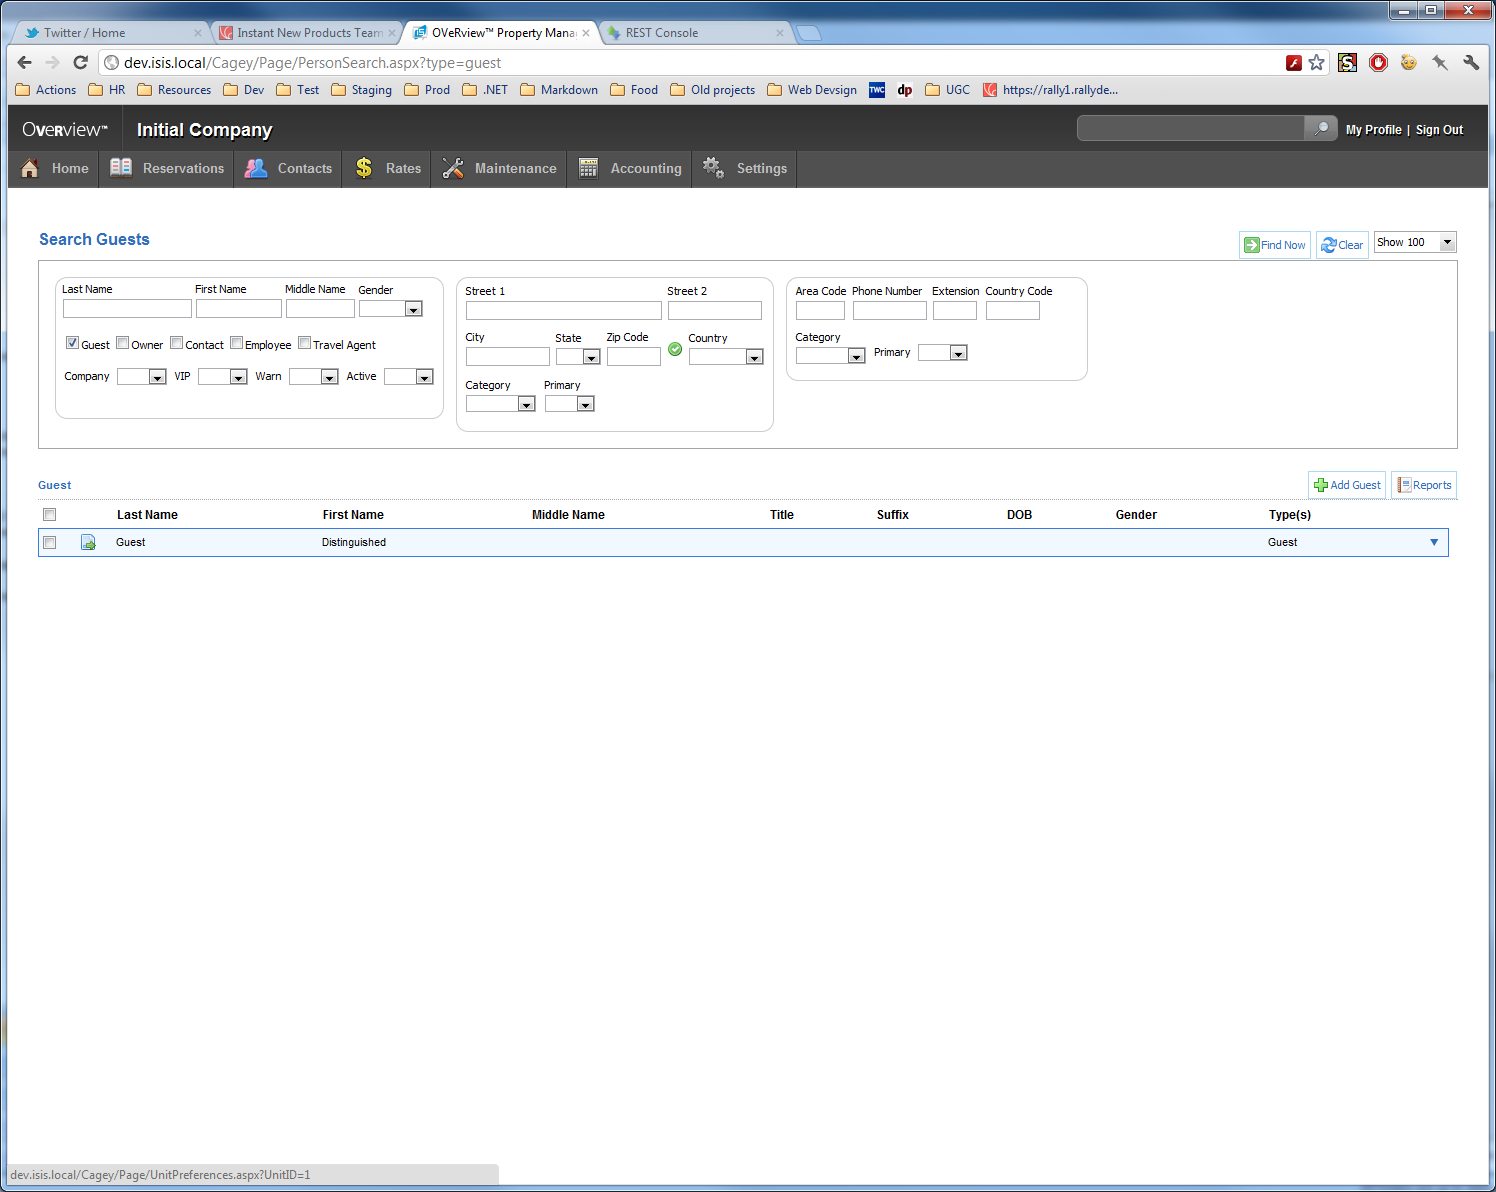 Twitter / Home
Instant New Products Team
OVeRview™ Property Mana
REST Console
dev.isis.local/Cagey/Page/PersonSearch.aspx?type=guest
Actions HR Resources Dev Test Staging Prod .NET Markdown Food Old projects Web Devsign TWC dp UGC https://rally1.rallyde...
OVERVIEW™ Initial Company My Profile | Sign Out
Home Reservations Contacts Rates Maintenance Accounting Settings
Search Guests Find Now Clear Show 100
Last Name First Name Middle Name Gender
Guest Owner Contact Employee Travel Agent
Company VIP Warn Active
Street 1 Street 2
City State Zip Code Country
Category Primary
Area Code Phone Number Extension Country Code
Category Primary
Guest Add Guest Reports
Last Name First Name Middle Name Title Suffix DOB Gender Type(s)
Guest Distinguished Guest
dev.isis.local/Cagey/Page/UnitPreferences.aspx?UnitID=1